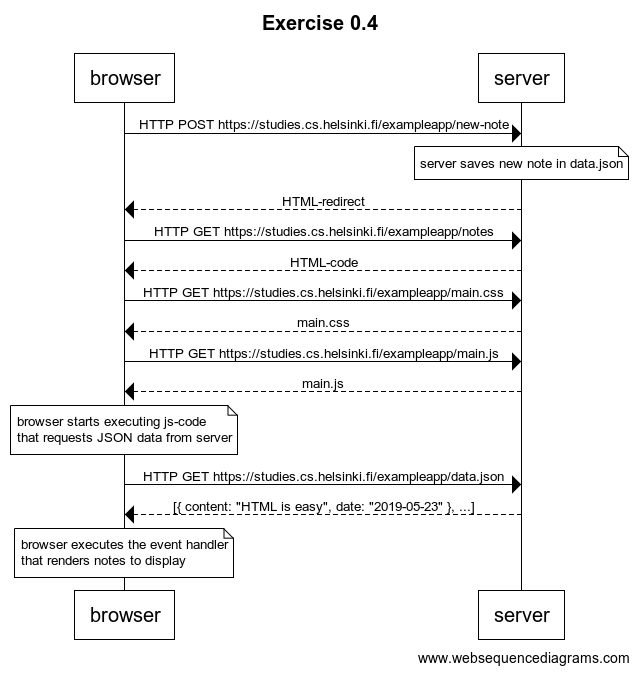 Exercise 0.4
browser
server
HTTP POST https://studies.cs.helsinki.fi/exampleapp/new-note
server saves new note in data.json
HTML-redirect
HTTP GET https://studies.cs.helsinki.fi/exampleapp/notes
HTML-code
HTTP GET https://studies.cs.helsinki.fi/exampleapp/main.css
main.css
HTTP GET https://studies.cs.helsinki.fi/exampleapp/main.js
main.js
browser starts executing js-code
that requests JSON data from server
HTTP GET https://studies.cs.helsinki.fi/exampleapp/data.json
[{ content: "HTML is easy", date: "2019-05-23" }, ...]
browser executes the event handler
that renders notes to display
browser
server
www.websequencediagrams.com